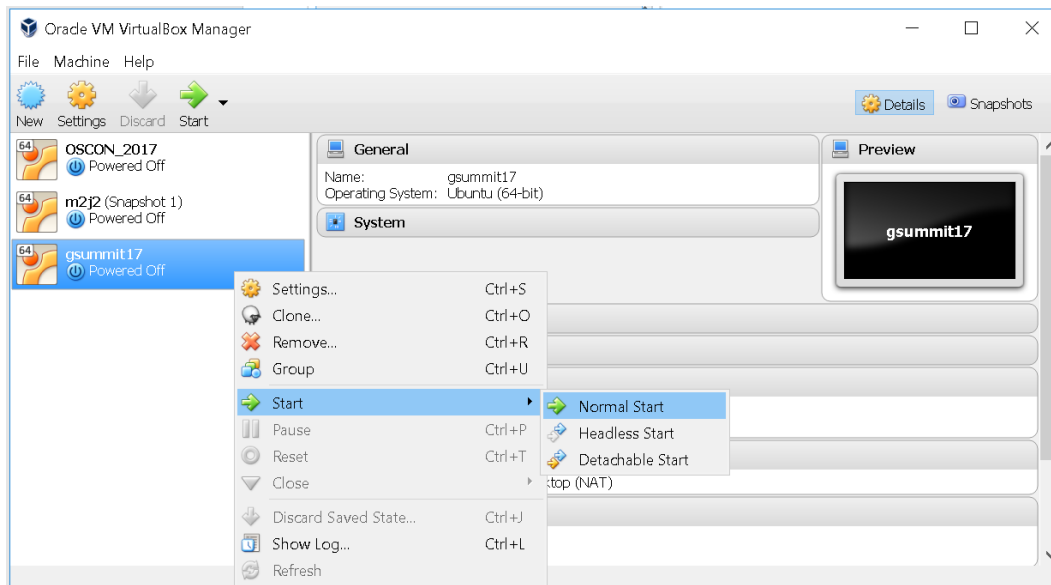 Oracle VM VirtualBox Manager
File Machine Help
New Settings Discard Start
Details Snapshots
64 OSCON_2017
Powered Off
64 m2j2 (Snapshot 1)
Powered Off
64 gsummit17
Powered Off
General
Name: gsummit17
Operating System: Ubuntu (64-bit)
System
Preview
gsummit17
Settings... Ctrl+S
Clone... Ctrl+O
Remove... Ctrl+R
Group Ctrl+U
Start
Pause Ctrl+P
Reset Ctrl+T
Close
Discard Saved State... Ctrl+J
Show Log... Ctrl+L
Refresh
Normal Start
Headless Start
Detachable Start
(NAT)